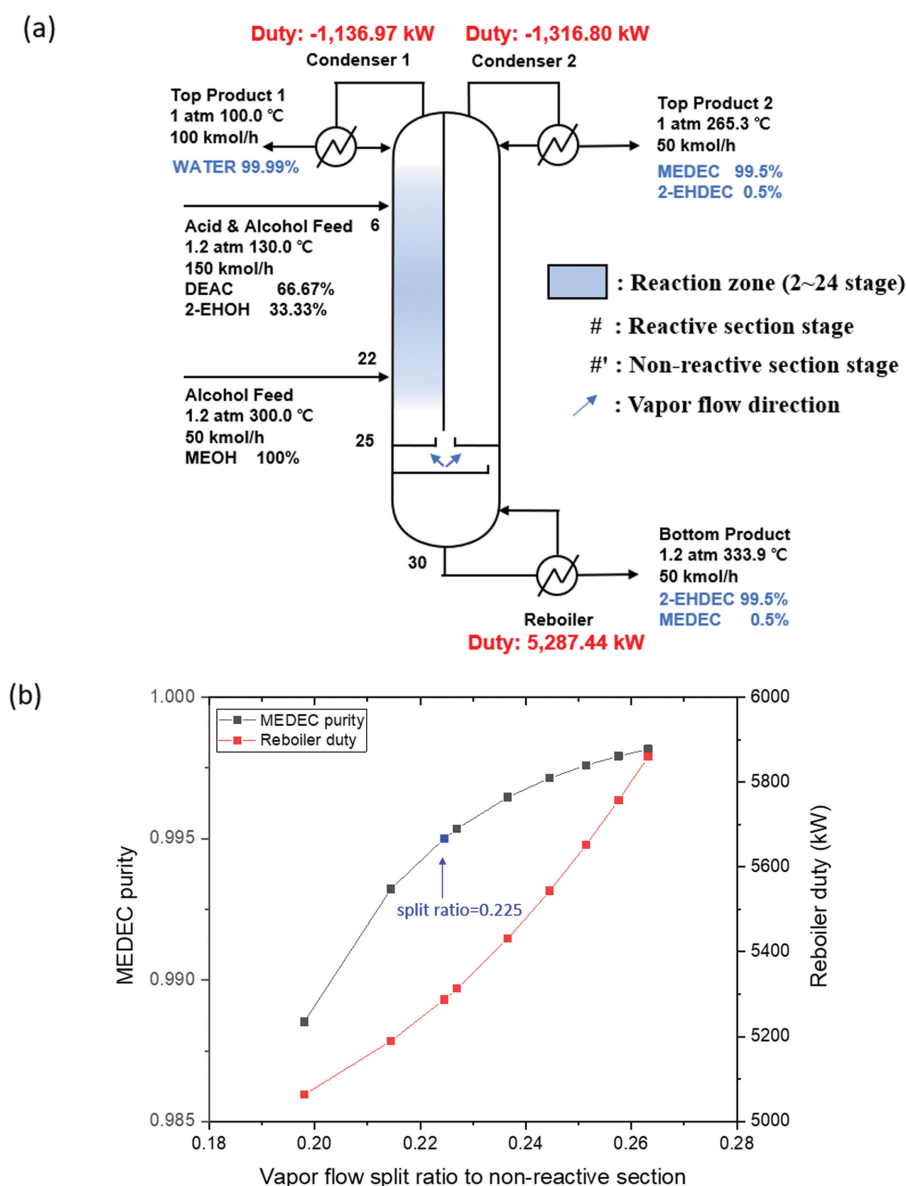 (a)
Duty: -1,136.97 kW
Duty: -1,316.80 kW
Condenser 1
Condenser 2
Top Product 1
1 atm 100.0 ℃
100 kmol/h
WATER 99.99%
Top Product 2
1 atm 265.3 ℃
50 kmol/h
MEDEC 99.5%
2-EHDEC 0.5%
6
Acid & Alcohol Feed
1.2 atm 130.0 ℃
150 kmol/h
DEAC 66.67%
2-EHOH 33.33%
: Reaction zone (2~24 stage)
# : Reactive section stage
#' : Non-reactive section stage
: Vapor flow direction
22
Alcohol Feed
1.2 atm 300.0 ℃
50 kmol/h
MEOH 100%
25
30
Bottom Product
1.2 atm 333.9 ℃
50 kmol/h
2-EHDEC 99.5%
MEDEC 0.5%
Reboiler
Duty: 5,287.44 kW
(b)
1.000
0.995
0.990
0.985
MEDEC purity
MEDEC purity
Reboiler duty
split ratio=0.225
6000
5800
5600
5400
5200
5000
Reboiler duty (kW)
0.18
0.20
0.22
0.24
0.26
0.28
Vapor flow split ratio to non-reactive section